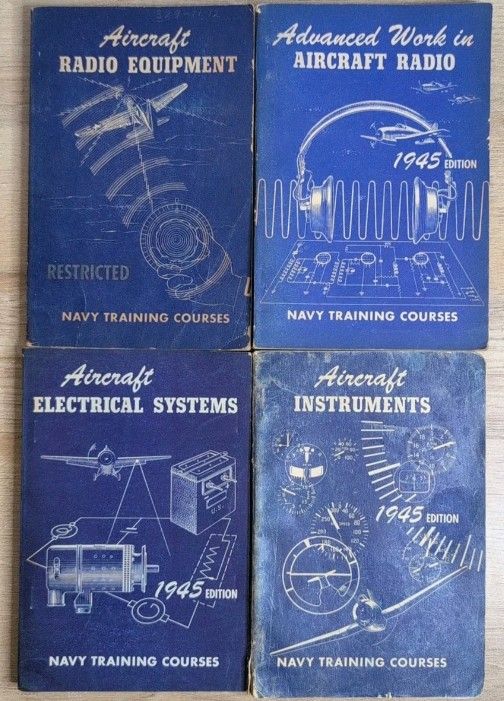 Aircraft
RADIO EQUIPMENT
RESTRICTED
NAVY TRAINING COURSES
Advanced Work in
AIRCRAFT RADIO
1945 EDITION
NAVY TRAINING COURSES
Aircraft
ELECTRICAL SYSTEMS
U.S.
1945 EDITION
NAVY TRAINING COURSES
Aircraft
INSTRUMENTS
1945 EDITION
NAVY TRAINING COURSES